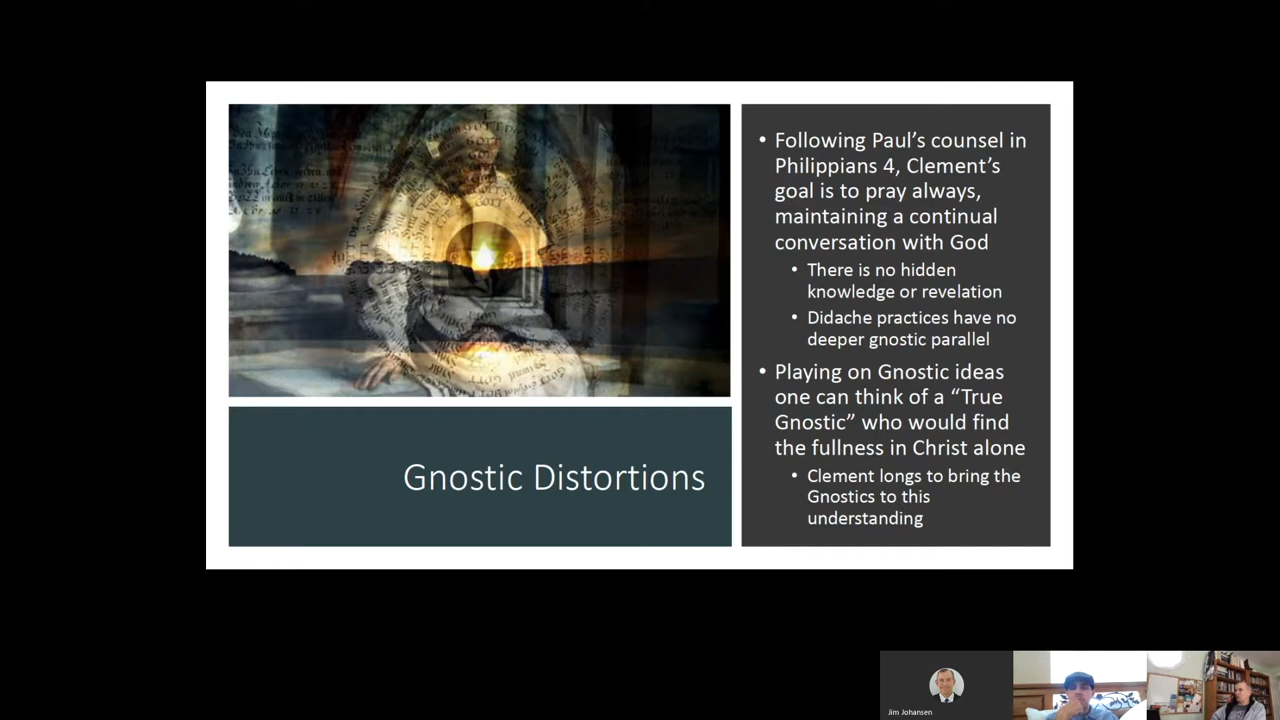 Gnostic Distortions
• Following Paul's counsel in
Philippians 4, Clement's
goal is to pray always,
maintaining a continual
conversation with God
• There is no hidden
knowledge or revelation
• Didache practices have no
deeper gnostic parallel
• Playing on Gnostic ideas
one can think of a “True
Gnostic” who would find
the fullness in Christ alone
• Clement longs to bring the
Gnostics to this
understanding
GOTT
GOTT
GOTT
Jim Johansen